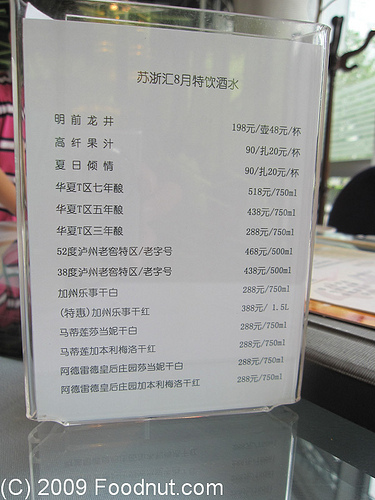 苏浙汇8月特饮酒水
明前龙井 198元/壶48元/杯
高纤果汁 90/扎20元/杯
夏日倾情 90/扎20元/杯
华夏T区七年酸 518元/750ml
华夏T区五年酸 438元/750ml
华夏T区三年酸 288元/750ml
52度泸州老窖特区/老字号 468元/500ml
38度泸州老窖特区/老字号 438元/500ml
加州乐事干白 288元/750ml
(特惠)加州乐事干红 388元/ 1.5L
马蒂莲莎当妮干白 288元/750ml
马蒂莲加本利梅洛干红 288元/750ml
阿德雷德皇后庄园莎当妮干白 288元/750ml
阿德雷德皇后庄园加本利梅洛干红 288元/750ml
(C) 2009 Foodnut.com